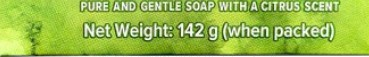 PURE AND GENTLE SOAP WITH A CITRUS SCENT
Net Weight: 142 g (when packed)